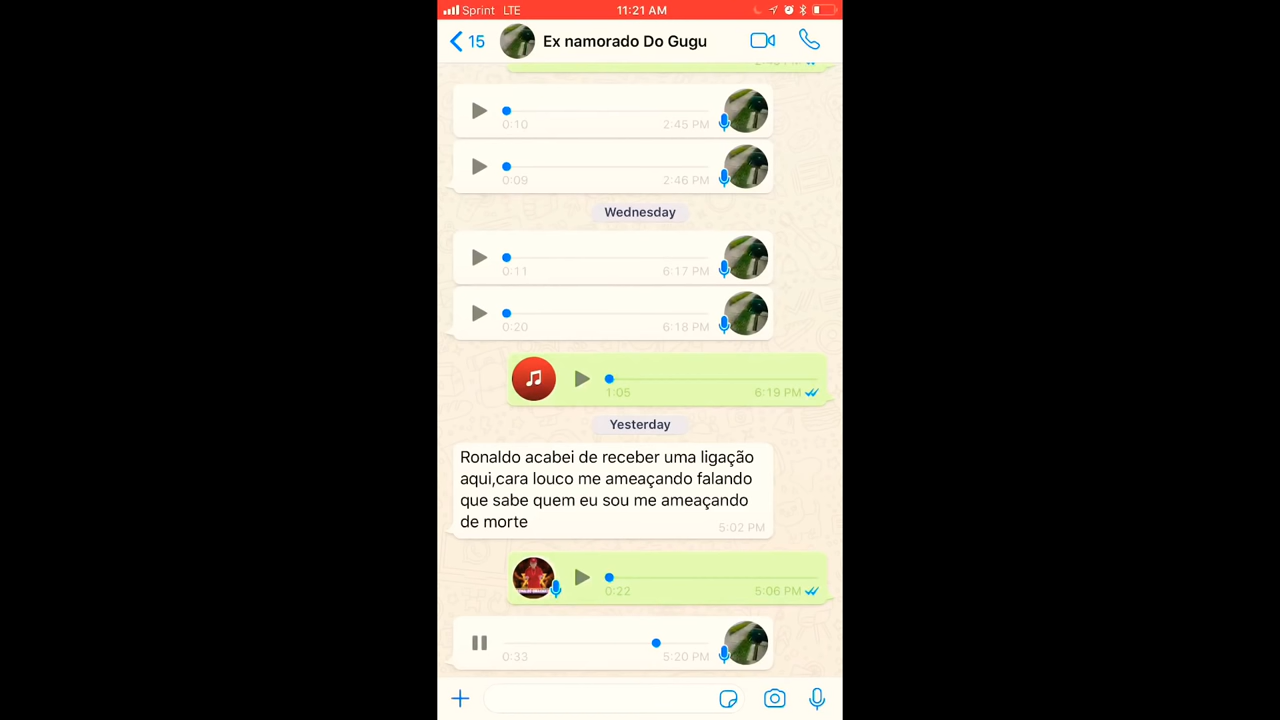 Sprint LTE 11:21 AM
15 Ex namorado Do Gugu
0:10 2:45 PM
0:09 2:46 PM
Wednesday
0:11 6:17 PM
0:20 6:18 PM
1:05 6:19 PM
Yesterday
Ronaldo acabei de receber uma ligação
aqui,cara louco me ameaçando falando
que sabe quem eu sou me ameaçando
de morte
5:02 PM
0:22 5:06 PM
0:33 5:20 PM